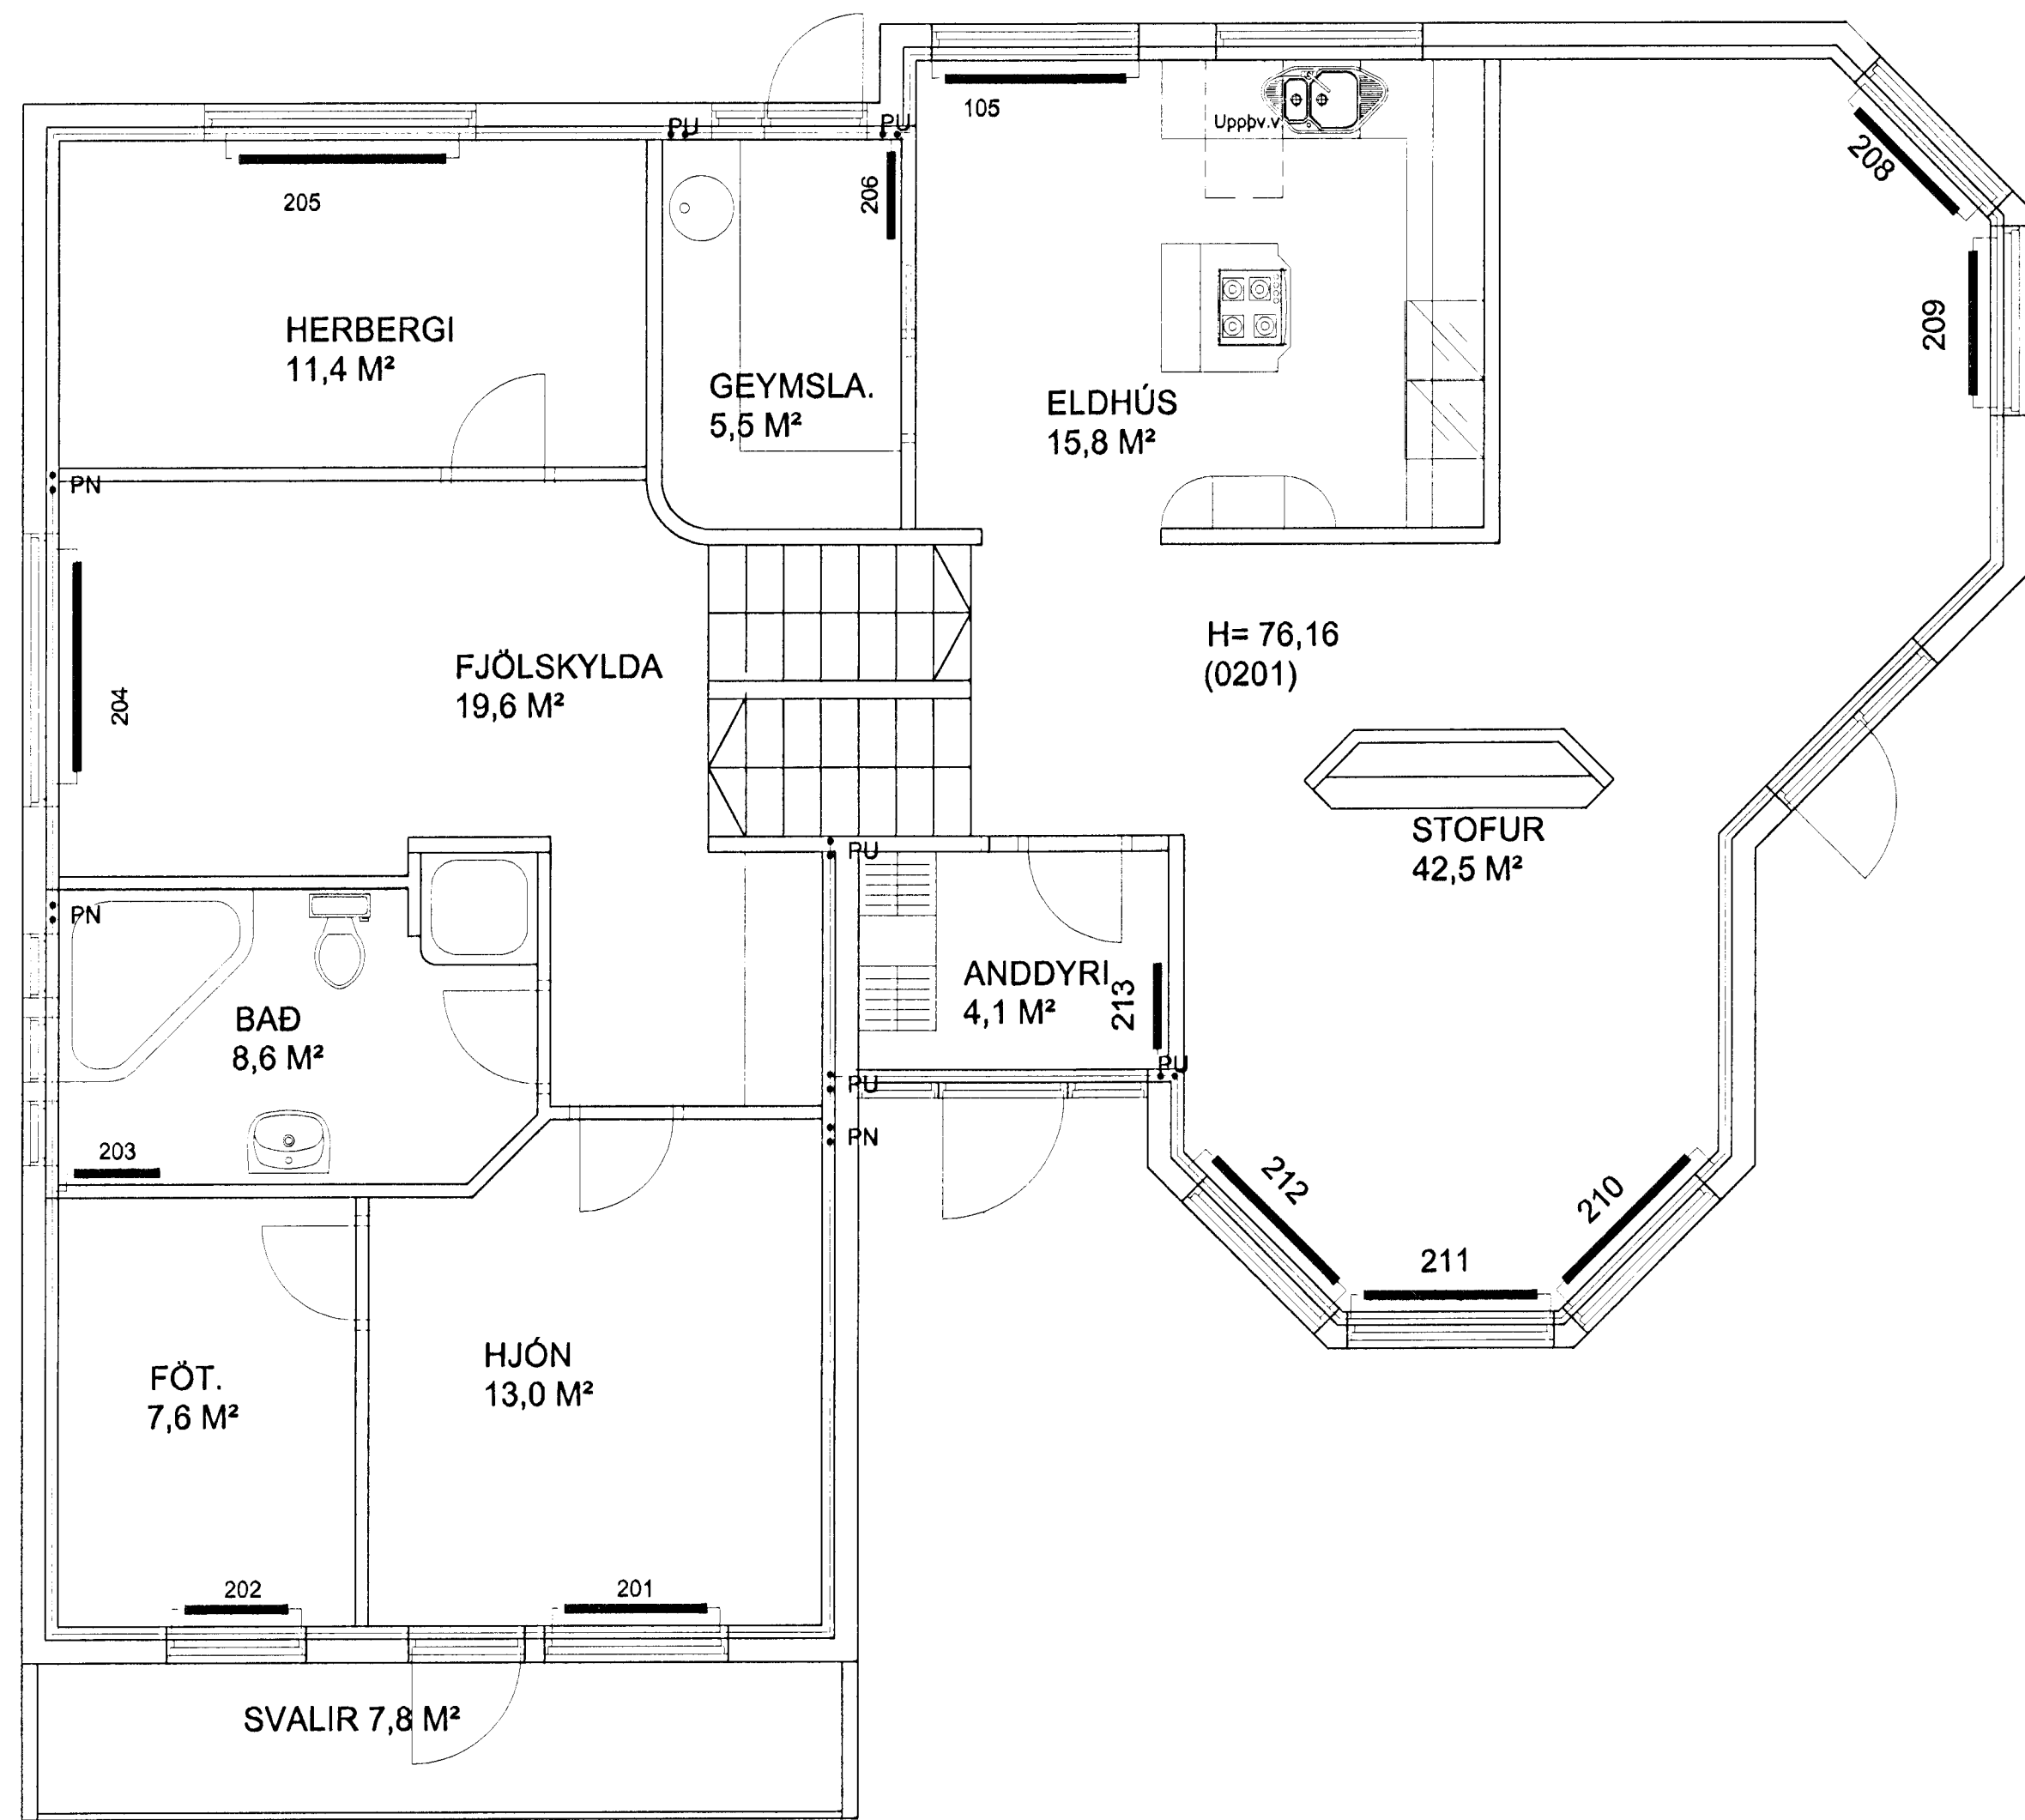 PU
PU
105
Uppþv.v
208
205
206
209
HERBERGI
11,4 M²
GEYMSLA.
5,5 M²
ELDHÚS
15,8 M²
PN
204
FJÖLSKYLDA
19,6 M²
H= 76,16
(0201)
STOFUR
42,5 M²
PU
PN
BAÐ
8,6 M²
ANDDYRI
4,1 M²
213
PU
PU
PN
203
212
210
211
FÖT.
7,6 M²
HJÓN
13,0 M²
202
201
SVALIR 7,8 M²